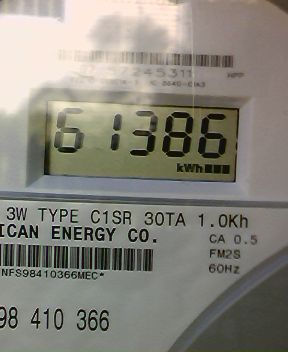 245311
61386
kWh
3W TYPE C1SR 30TA 1.0Kh
ICAN ENERGY CO.
CA 0.5
FM2S
60Hz
NFS98410366MEC*
98 410 366